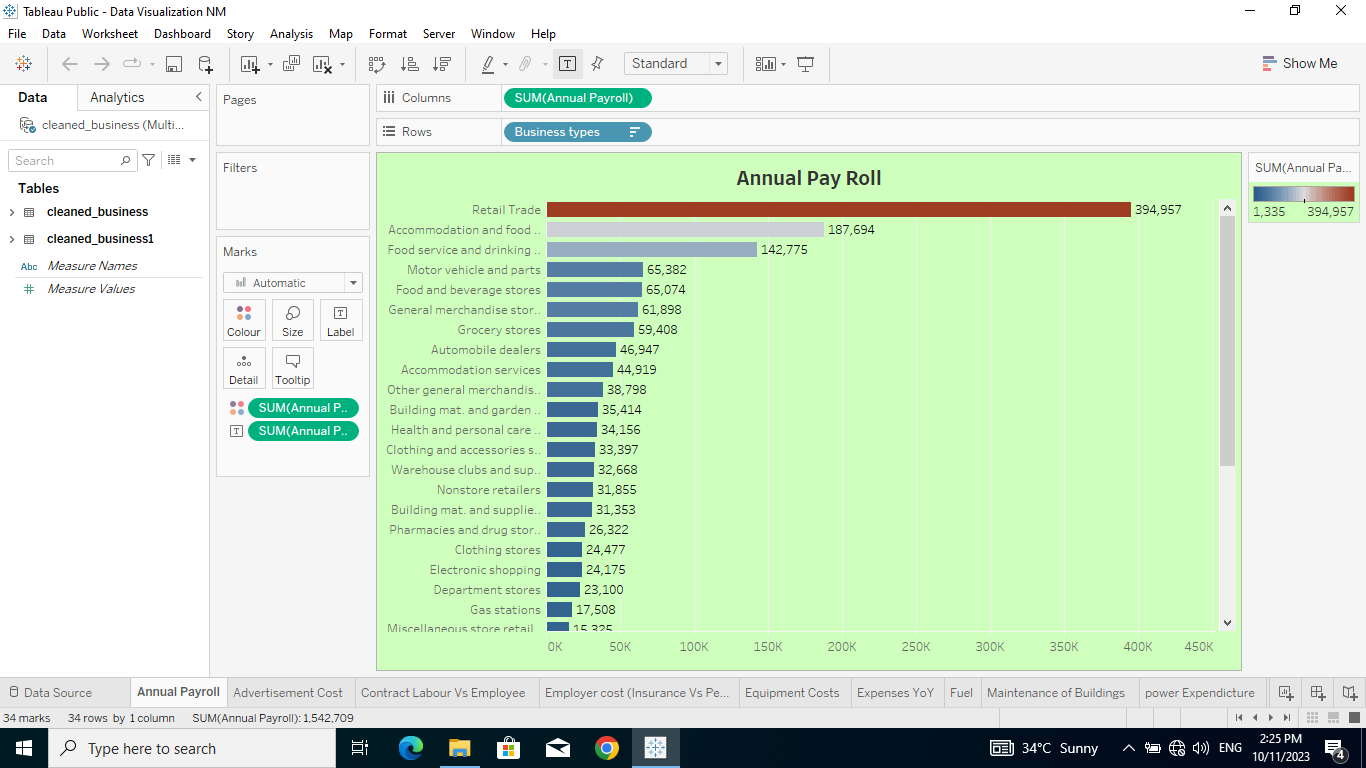 Tableau Public - Data Visualization NM
File Data Worksheet Dashboard Story Analysis Map Format Server Window Help
Standard
Show Me
Data Analytics
cleaned_business (Multi...
Search
Tables
cleaned_business
cleaned_business1
Abc Measure Names
Measure Values
Pages
Filters
Marks
Automatic
Colour Size Label
Detail Tooltip
SUM(Annual P..
SUM(Annual P..
Columns SUM(Annual Payroll)
Rows Business types
Annual Pay Roll
Retail Trade 394,957
Accommodation and food .. 187,694
Food service and drinking .. 142,775
Motor vehicle and parts 65,382
Food and beverage stores 65,074
General merchandise stor.. 61,898
Grocery stores 59,408
Automobile dealers 46,947
Accommodation services 44,919
Other general merchandis.. 38,798
Building mat. and garden .. 35,414
Health and personal care .. 34,156
Clothing and accessories s.. 33,397
Warehouse clubs and sup.. 32,668
Nonstore retailers 31,855
Building mat. and supplie.. 31,353
Pharmacies and drug stor.. 26,322
Clothing stores 24,477
Electronic shopping 24,175
Department stores 23,100
Gas stations 17,508
Miscellaneous store retail.. 15,325
0K 50K 100K 150K 200K 250K 300K 350K 400K 450K
SUM(Annual Pa...
1,335 394,957
Data Source Annual Payroll Advertisement Cost Contract Labour Vs Employee Employer cost (Insurance Vs Pe... Equipment Costs Expenses YoY Fuel Maintenance of Buildings power Expendicture
34 marks 34 rows by 1 column SUM(Annual Payroll): 1,542,709
Type here to search
34°C Sunny
ENG
2:25 PM
10/11/2023
4